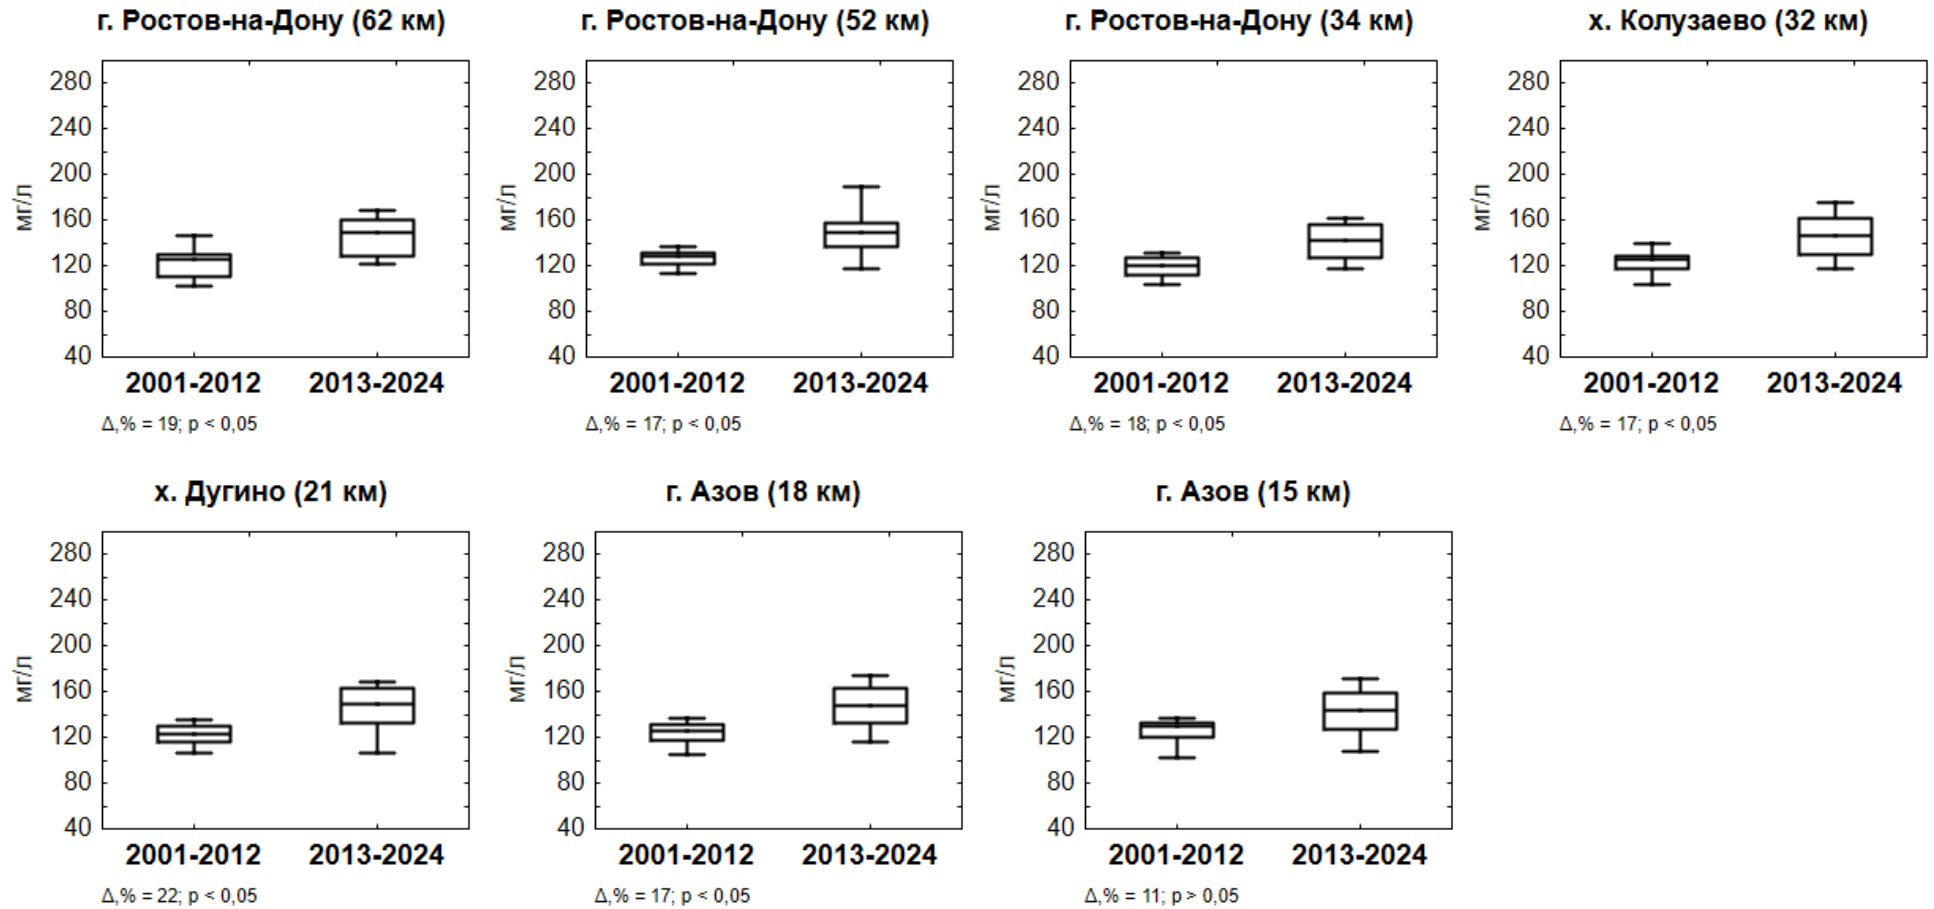 г. Ростов-на-Дону (62 км)
280
240
200
160
120
80
40
мг/л
2001-2012 2013-2024
Δ,% = 19; p < 0,05
г. Ростов-на-Дону (52 км)
280
240
200
160
120
80
40
мг/л
2001-2012 2013-2024
Δ,% = 17; p < 0,05
г. Ростов-на-Дону (34 км)
280
240
200
160
120
80
40
мг/л
2001-2012 2013-2024
Δ,% = 18; p < 0,05
х. Колузаево (32 км)
280
240
200
160
120
80
40
мг/л
2001-2012 2013-2024
Δ,% = 17; p < 0,05
х. Дугино (21 км)
280
240
200
160
120
80
40
мг/л
2001-2012 2013-2024
Δ,% = 22; p < 0,05
г. Азов (18 км)
280
240
200
160
120
80
40
мг/л
2001-2012 2013-2024
Δ,% = 17; p < 0,05
г. Азов (15 км)
280
240
200
160
120
80
40
мг/л
2001-2012 2013-2024
Δ,% = 11; p > 0,05